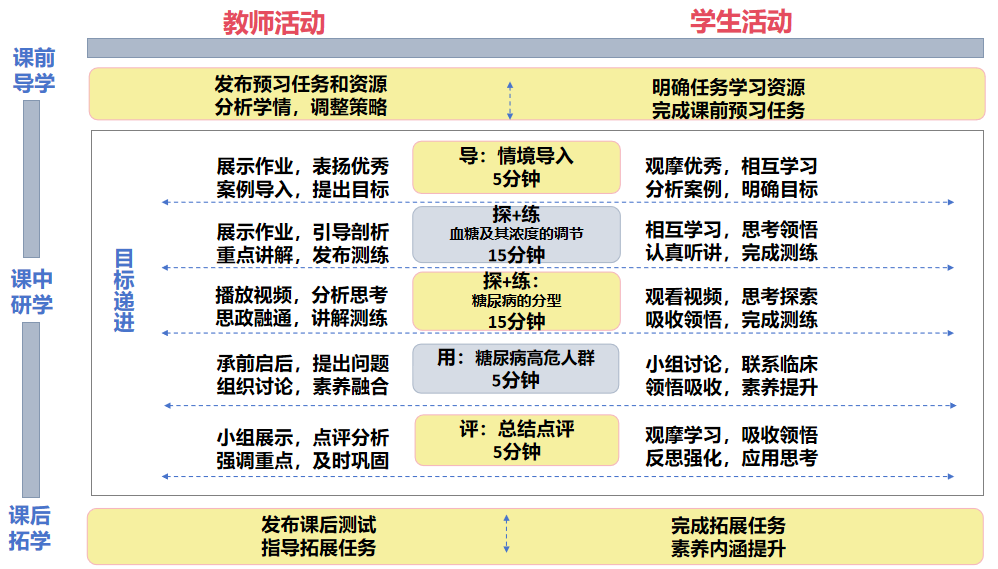 教师活动
学生活动
课前
导学
发布预习任务和资源
分析学情，调整策略
明确任务学习资源
完成课前预习任务
课中
研学
目标递进
展示作业，表扬优秀
案例导入，提出目标
导：情境导入
5分钟
观摩优秀，相互学习
分析案例，明确目标
展示作业，引导剖析
重点讲解，发布测练
探+练
血糖及其浓度的调节
15分钟
相互学习，思考领悟
认真听讲，完成测练
播放视频，分析思考
思政融通，讲解测练
探+练：
糖尿病的分型
15分钟
观看视频，思考探索
吸收领悟，完成测练
承前启后，提出问题
组织讨论，素养融合
用：糖尿病高危人群
5分钟
小组讨论，联系临床
领悟吸收，素养提升
小组展示，点评分析
强调重点，及时巩固
评：总结点评
5分钟
观摩学习，吸收领悟
反思强化，应用思考
课后
拓学
发布课后测试
指导拓展任务
完成拓展任务
素养内涵提升